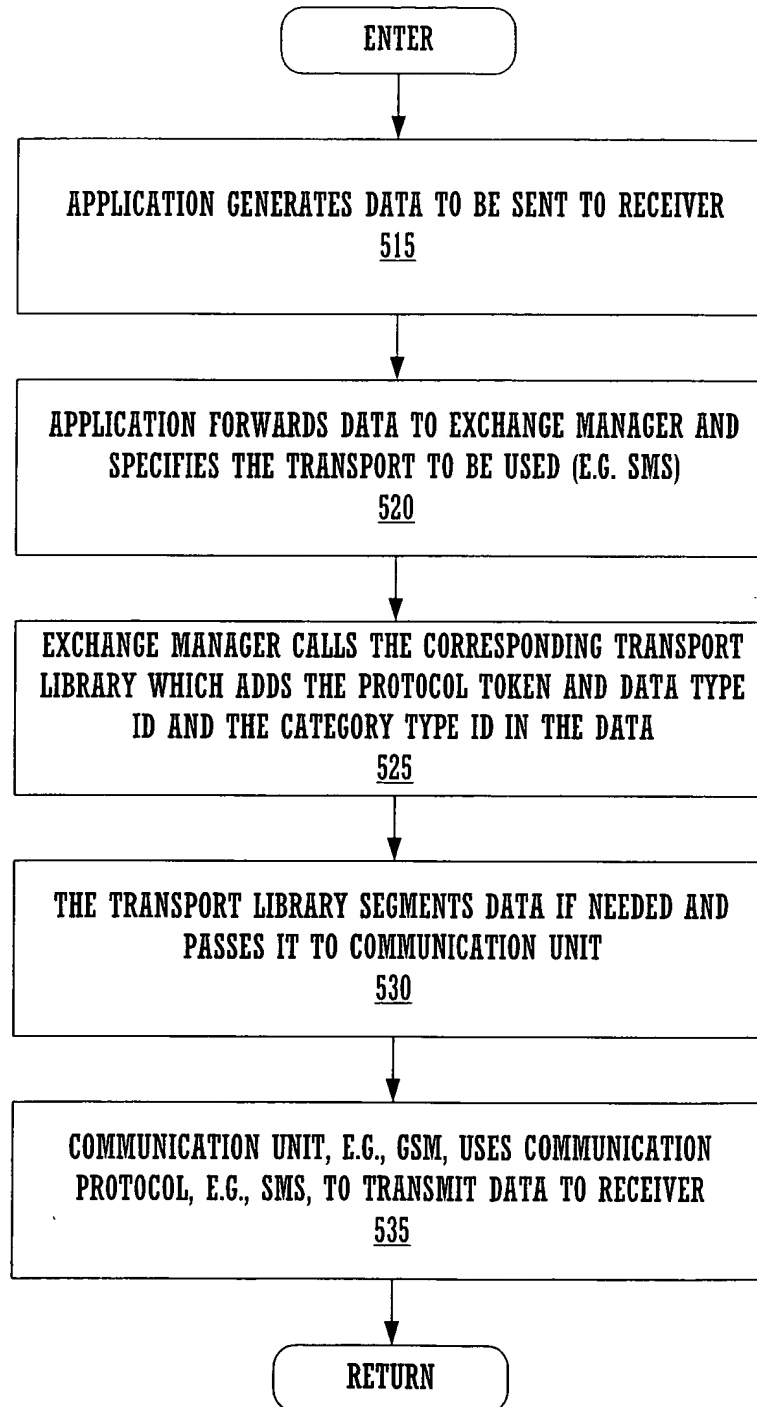 ENTER
APPLICATION GENERATES DATA TO BE SENT TO RECEIVER
515
APPLICATION FORWARDS DATA TO EXCHANGE MANAGER AND
SPECIFIES THE TRANSPORT TO BE USED (E.G. SMS)
520
EXCHANGE MANAGER CALLS THE CORRESPONDING TRANSPORT
LIBRARY WHICH ADDS THE PROTOCOL TOKEN AND DATA TYPE
ID AND THE CATEGORY TYPE ID IN THE DATA
525
THE TRANSPORT LIBRARY SEGMENTS DATA IF NEEDED AND
PASSES IT TO COMMUNICATION UNIT
530
COMMUNICATION UNIT, E.G., GSM, USES COMMUNICATION
PROTOCOL, E.G., SMS, TO TRANSMIT DATA TO RECEIVER
535
RETURN